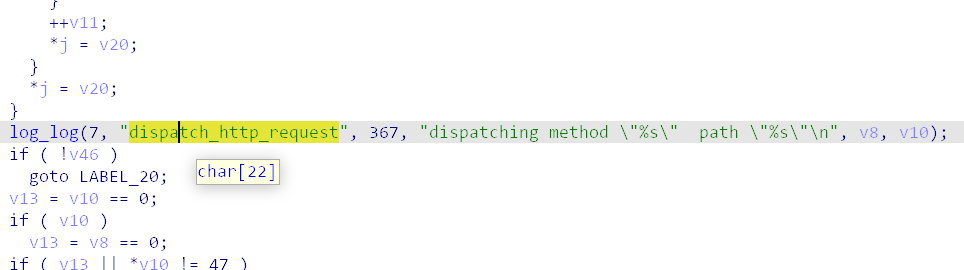 }
++v11;
*j = v20;
}
*j = v20;
}
log_log(7, "dispatch_http_request", 367, "dispatching method \"%s\"  path \"%s\"\n", v8, v10);
if ( !v46 )
goto LABEL_20;
char[22]
v13 = v10 == 0;
if ( v10 )
v13 = v8 == 0;
if ( v13 || *v10 != 47 )